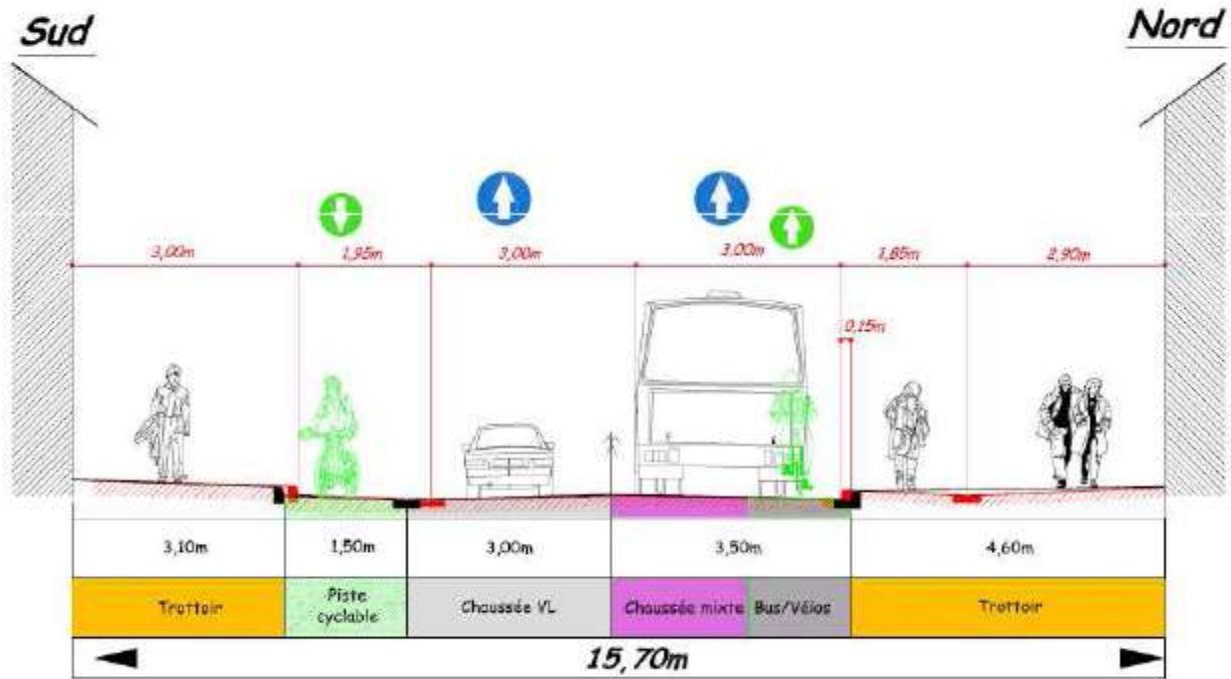 Sud
Nord
3,00m
1,95m
3,00m
3,00m
1,85m
2,90m
0,15m
3,10m
1,50m
3,00m
3,50m
4,60m
Trottoir
Piste
cyclable
Chaussée VL
Chaussée mixte
Bus/Vélos
Trottoir
15,70m